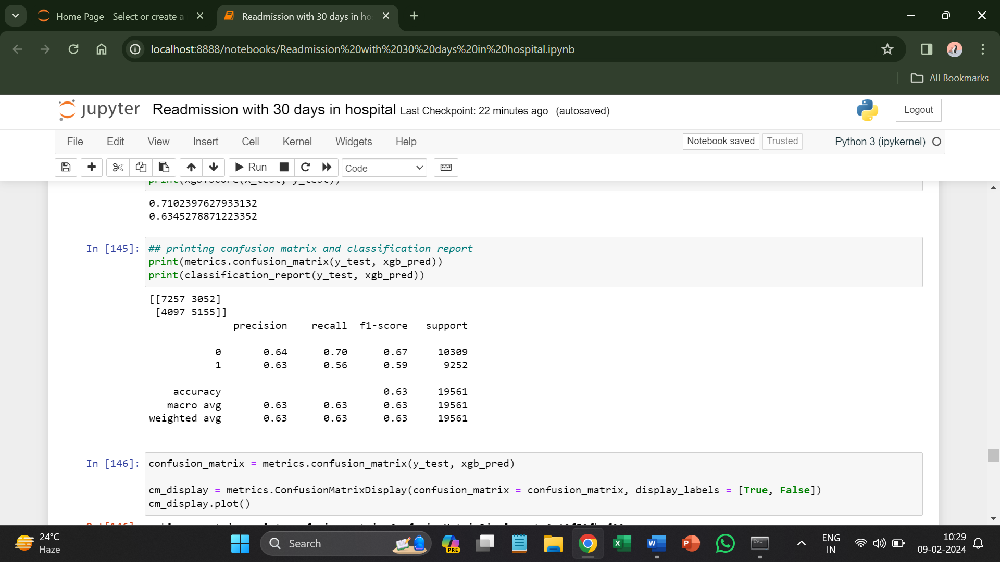 Home Page - Select or create a
Readmission with 30 days in ho
localhost:8888/notebooks/Readmission%20with%2030%20days%20in%20hospital.ipynb
All Bookmarks
jupyter Readmission with 30 days in hospital Last Checkpoint: 22 minutes ago (autosaved)
Logout
File Edit View Insert Cell Kernel Widgets Help
Notebook saved Trusted Python 3 (ipykernel)
Run Code
print(xgb.score(x_test, y_test))
0.7102397627933132
0.6345278871223352
In [145]: ## printing confusion matrix and classification report
print(metrics.confusion_matrix(y_test, xgb_pred))
print(classification_report(y_test, xgb_pred))
[[7257 3052]
[4097 5155]]
precision recall f1-score support
0 0.64 0.70 0.67 10309
1 0.63 0.56 0.59 9252
accuracy 0.63 19561
macro avg 0.63 0.63 0.63 19561
weighted avg 0.63 0.63 0.63 19561
In [146]: confusion_matrix = metrics.confusion_matrix(y_test, xgb_pred)
cm_display = metrics.ConfusionMatrixDisplay(confusion_matrix = confusion_matrix, display_labels = [True, False])
cm_display.plot()
24°C
Haze
Search
PRE
ENG
IN
10:29
09-02-2024